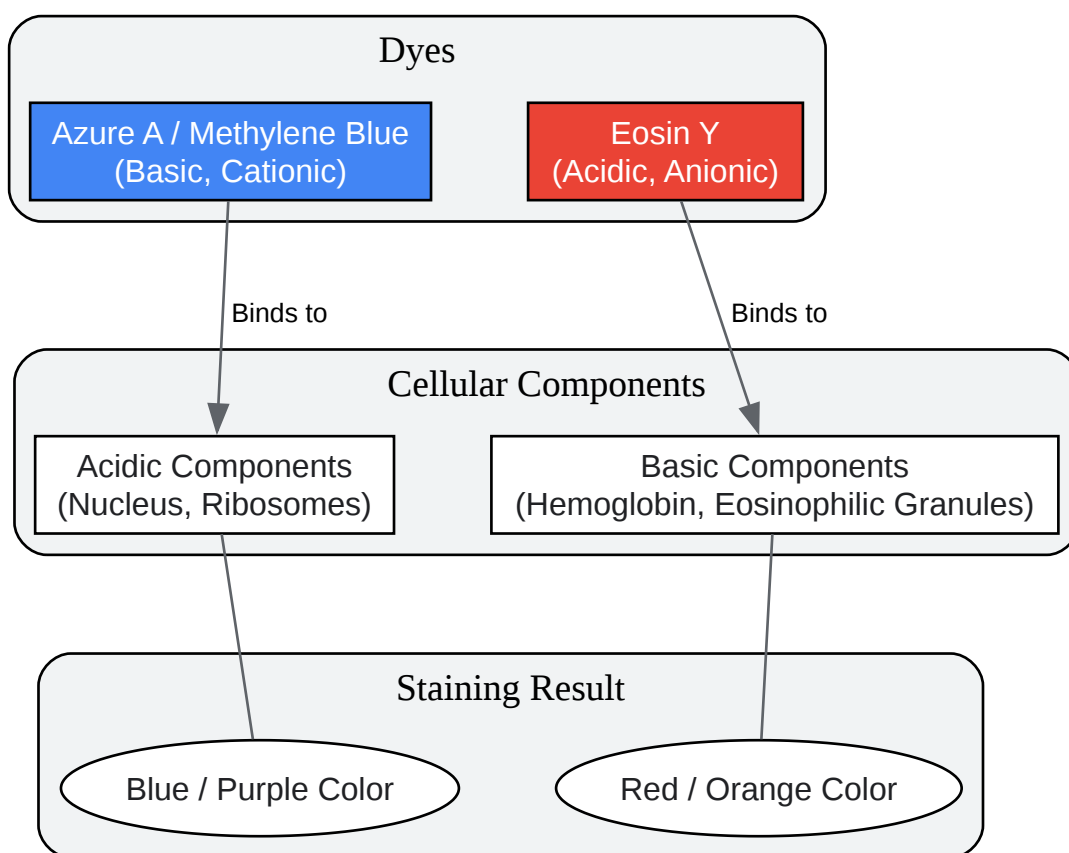 Dyes
Azure A / Methylene Blue
(Basic, Cationic)
Eosin Y
(Acidic, Anionic)
Binds to
Binds to
Cellular Components
Acidic Components
(Nucleus, Ribosomes)
Basic Components
(Hemoglobin, Eosinophilic Granules)
Staining Result
Blue / Purple Color
Red / Orange Color